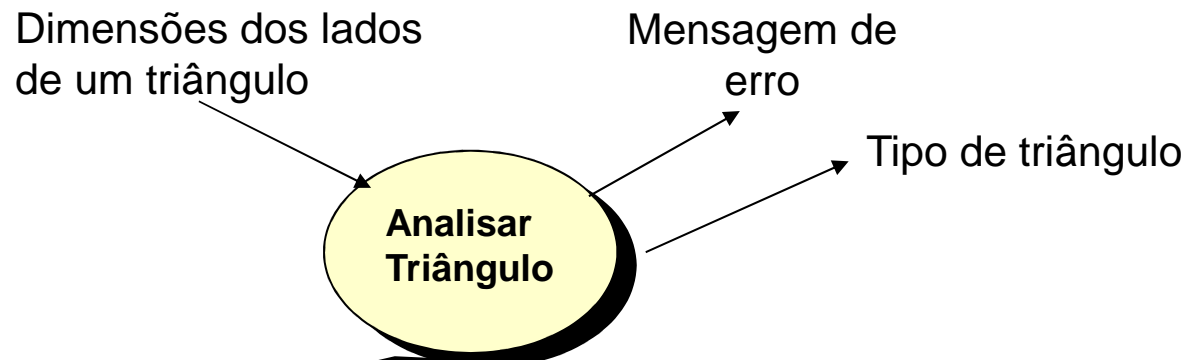 Dimensões dos lados
de um triângulo
Mensagem de
erro
Tipo de triângulo
Analisar
Triângulo